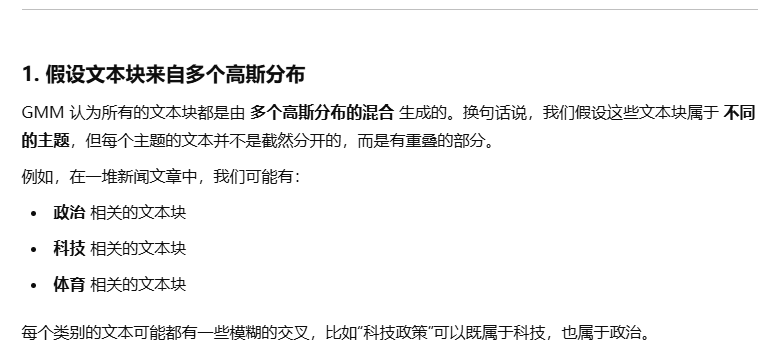 1. 假设文本块来自多个高斯分布
GMM 认为所有的文本块都是由 多个高斯分布的混合 生成的。换句话说，我们假设这些文本块属于 不同
的主题，但每个主题的文本并不是截然分开的，而是有重叠的部分。
例如，在一堆新闻文章中，我们可能有：
• 政治 相关的文本块
• 科技 相关的文本块
• 体育 相关的文本块
每个类别的文本可能都有一些模糊的交叉，比如“科技政策”可以既属于科技，也属于政治。